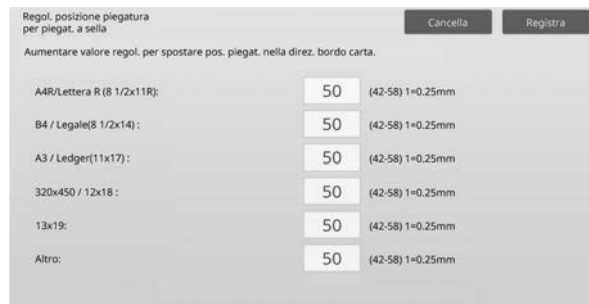 Regol. posizione piegatura
per piegat. a sella
Cancella
Registra
Aumentare valore regol. per spostare pos. piegat. nella direz. bordo carta.
A4R/Lettera R (8 1/2x11R): 50 (42-58) 1=0.25mm
B4 / Legale(8 1/2x14) : 50 (42-58) 1=0.25mm
A3 / Ledger(11x17) : 50 (42-58) 1=0.25mm
320x450 / 12x18 : 50 (42-58) 1=0.25mm
13x19: 50 (42-58) 1=0.25mm
Altro: 50 (42-58) 1=0.25mm